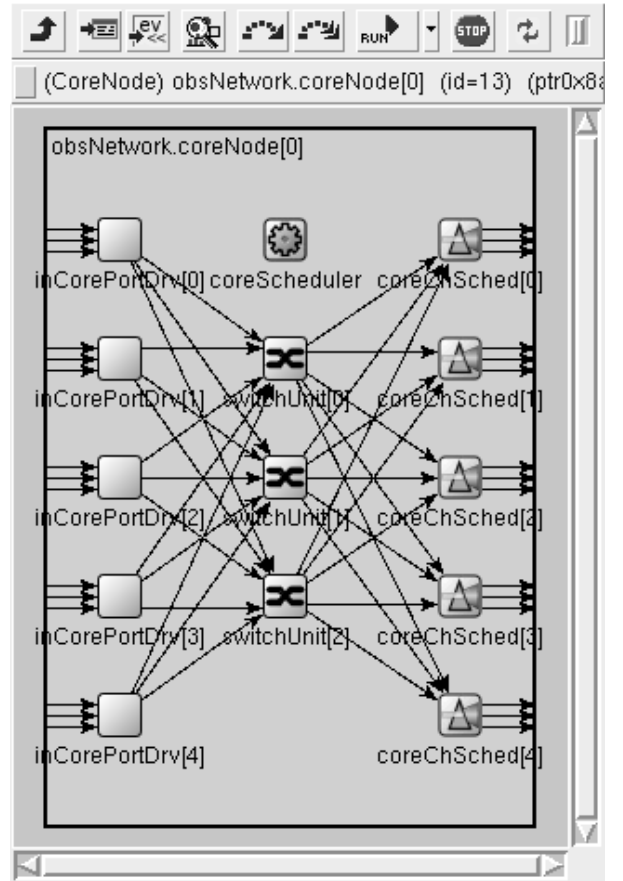 ev
<<
RUN
STOP
(CoreNode) obsNetwork.coreNode[0] (id=13) (ptr0x8a
obsNetwork.coreNode[0]
inCorePortDrv[0] coreScheduler coreChSched[0]
inCorePortDrv[1] switchUnit[0] coreChSched[1]
inCorePortDrv[2] switchUnit[1] coreChSched[2]
inCorePortDrv[3] switchUnit[2] coreChSched[3]
inCorePortDrv[4] coreChSched[4]